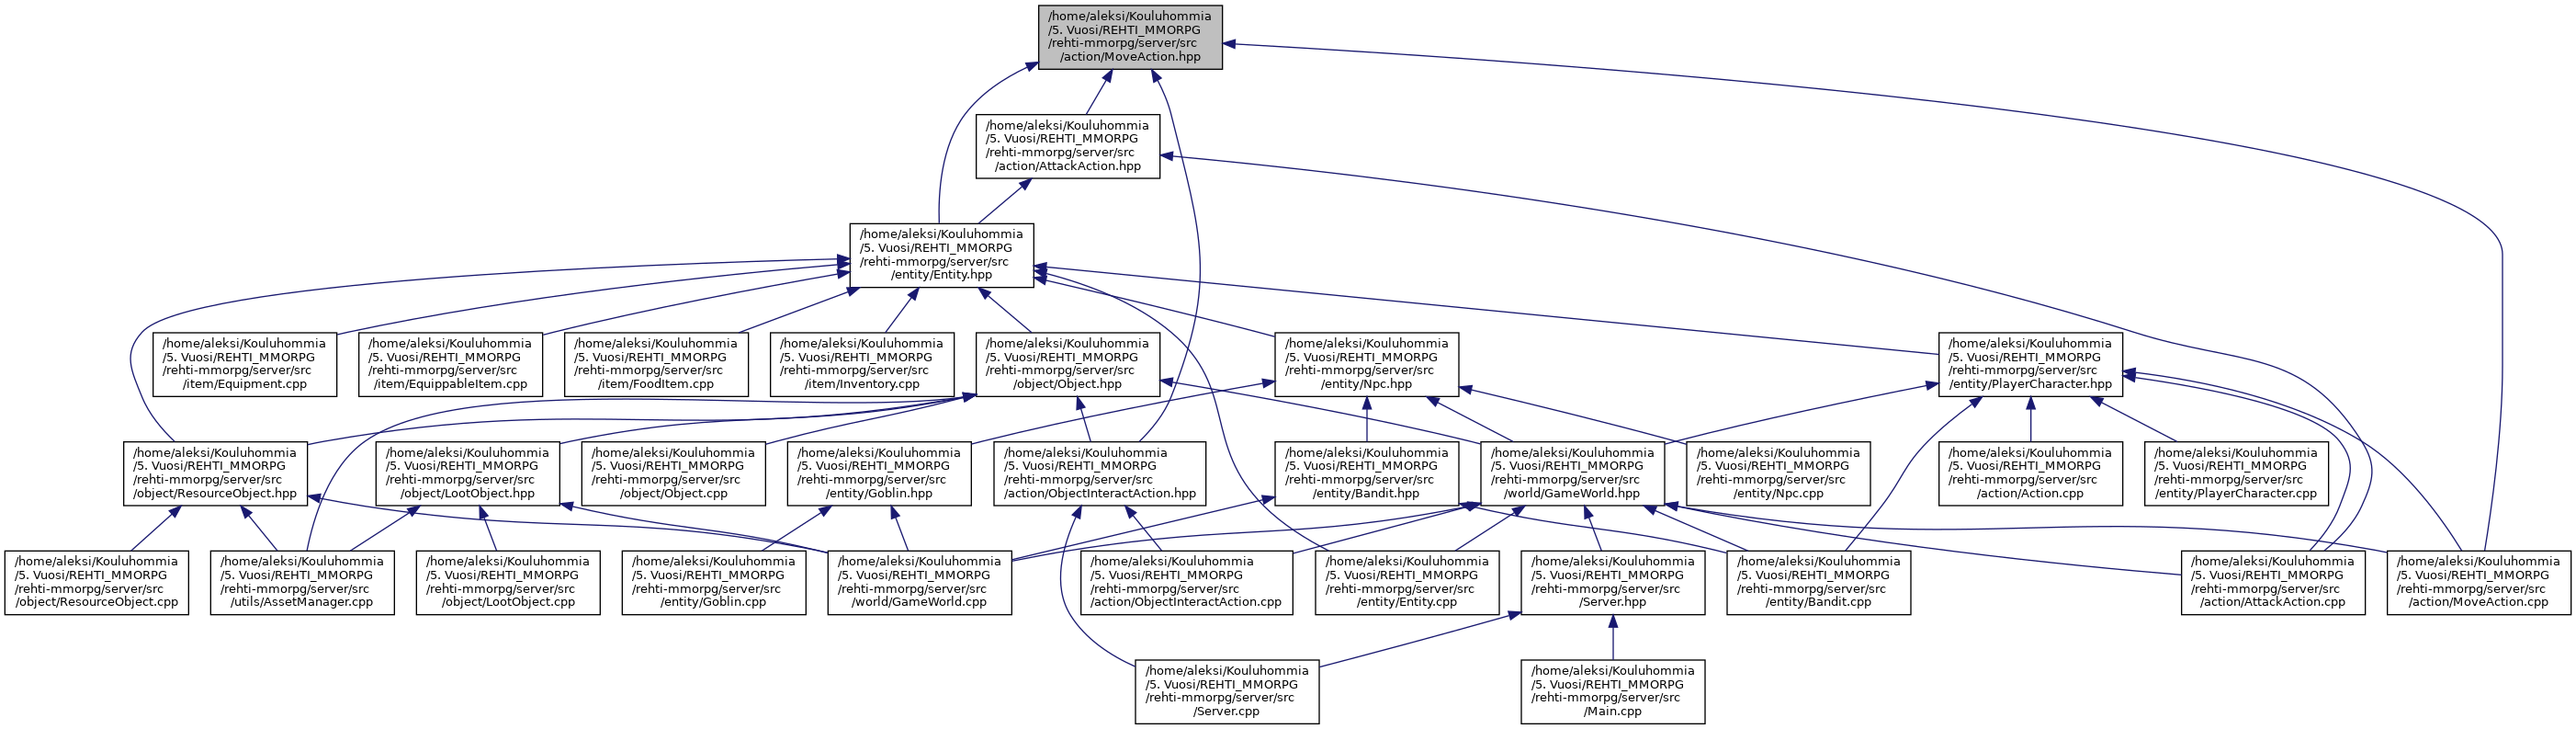 /home/aleksi/Kouluhommia
/5. Vuosi/REHTI_MMORPG
/rehti-mmorpg/server/src
/action/MoveAction.hpp
/home/aleksi/Kouluhommia
/5. Vuosi/REHTI_MMORPG
/rehti-mmorpg/server/src
/action/AttackAction.hpp
/home/aleksi/Kouluhommia
/5. Vuosi/REHTI_MMORPG
/rehti-mmorpg/server/src
/entity/Entity.hpp
/home/aleksi/Kouluhommia
/5. Vuosi/REHTI_MMORPG
/rehti-mmorpg/server/src
/item/Equipment.cpp
/home/aleksi/Kouluhommia
/5. Vuosi/REHTI_MMORPG
/rehti-mmorpg/server/src
/item/EquippableItem.cpp
/home/aleksi/Kouluhommia
/5. Vuosi/REHTI_MMORPG
/rehti-mmorpg/server/src
/item/FoodItem.cpp
/home/aleksi/Kouluhommia
/5. Vuosi/REHTI_MMORPG
/rehti-mmorpg/server/src
/item/Inventory.cpp
/home/aleksi/Kouluhommia
/5. Vuosi/REHTI_MMORPG
/rehti-mmorpg/server/src
/object/Object.hpp
/home/aleksi/Kouluhommia
/5. Vuosi/REHTI_MMORPG
/rehti-mmorpg/server/src
/entity/Npc.hpp
/home/aleksi/Kouluhommia
/5. Vuosi/REHTI_MMORPG
/rehti-mmorpg/server/src
/entity/PlayerCharacter.hpp
/home/aleksi/Kouluhommia
/5. Vuosi/REHTI_MMORPG
/rehti-mmorpg/server/src
/object/ResourceObject.hpp
/home/aleksi/Kouluhommia
/5. Vuosi/REHTI_MMORPG
/rehti-mmorpg/server/src
/object/LootObject.hpp
/home/aleksi/Kouluhommia
/5. Vuosi/REHTI_MMORPG
/rehti-mmorpg/server/src
/object/Object.cpp
/home/aleksi/Kouluhommia
/5. Vuosi/REHTI_MMORPG
/rehti-mmorpg/server/src
/entity/Goblin.hpp
/home/aleksi/Kouluhommia
/5. Vuosi/REHTI_MMORPG
/rehti-mmorpg/server/src
/action/ObjectInteractAction.hpp
/home/aleksi/Kouluhommia
/5. Vuosi/REHTI_MMORPG
/rehti-mmorpg/server/src
/entity/Bandit.hpp
/home/aleksi/Kouluhommia
/5. Vuosi/REHTI_MMORPG
/rehti-mmorpg/server/src
/world/GameWorld.hpp
/home/aleksi/Kouluhommia
/5. Vuosi/REHTI_MMORPG
/rehti-mmorpg/server/src
/entity/Npc.cpp
/home/aleksi/Kouluhommia
/5. Vuosi/REHTI_MMORPG
/rehti-mmorpg/server/src
/action/Action.cpp
/home/aleksi/Kouluhommia
/5. Vuosi/REHTI_MMORPG
/rehti-mmorpg/server/src
/entity/PlayerCharacter.cpp
/home/aleksi/Kouluhommia
/5. Vuosi/REHTI_MMORPG
/rehti-mmorpg/server/src
/object/ResourceObject.cpp
/home/aleksi/Kouluhommia
/5. Vuosi/REHTI_MMORPG
/rehti-mmorpg/server/src
/utils/AssetManager.cpp
/home/aleksi/Kouluhommia
/5. Vuosi/REHTI_MMORPG
/rehti-mmorpg/server/src
/object/LootObject.cpp
/home/aleksi/Kouluhommia
/5. Vuosi/REHTI_MMORPG
/rehti-mmorpg/server/src
/entity/Goblin.cpp
/home/aleksi/Kouluhommia
/5. Vuosi/REHTI_MMORPG
/rehti-mmorpg/server/src
/world/GameWorld.cpp
/home/aleksi/Kouluhommia
/5. Vuosi/REHTI_MMORPG
/rehti-mmorpg/server/src
/action/ObjectInteractAction.cpp
/home/aleksi/Kouluhommia
/5. Vuosi/REHTI_MMORPG
/rehti-mmorpg/server/src
/entity/Entity.cpp
/home/aleksi/Kouluhommia
/5. Vuosi/REHTI_MMORPG
/rehti-mmorpg/server/src
/Server.hpp
/home/aleksi/Kouluhommia
/5. Vuosi/REHTI_MMORPG
/rehti-mmorpg/server/src
/entity/Bandit.cpp
/home/aleksi/Kouluhommia
/5. Vuosi/REHTI_MMORPG
/rehti-mmorpg/server/src
/action/AttackAction.cpp
/home/aleksi/Kouluhommia
/5. Vuosi/REHTI_MMORPG
/rehti-mmorpg/server/src
/action/MoveAction.cpp
/home/aleksi/Kouluhommia
/5. Vuosi/REHTI_MMORPG
/rehti-mmorpg/server/src
/Server.cpp
/home/aleksi/Kouluhommia
/5. Vuosi/REHTI_MMORPG
/rehti-mmorpg/server/src
/Main.cpp